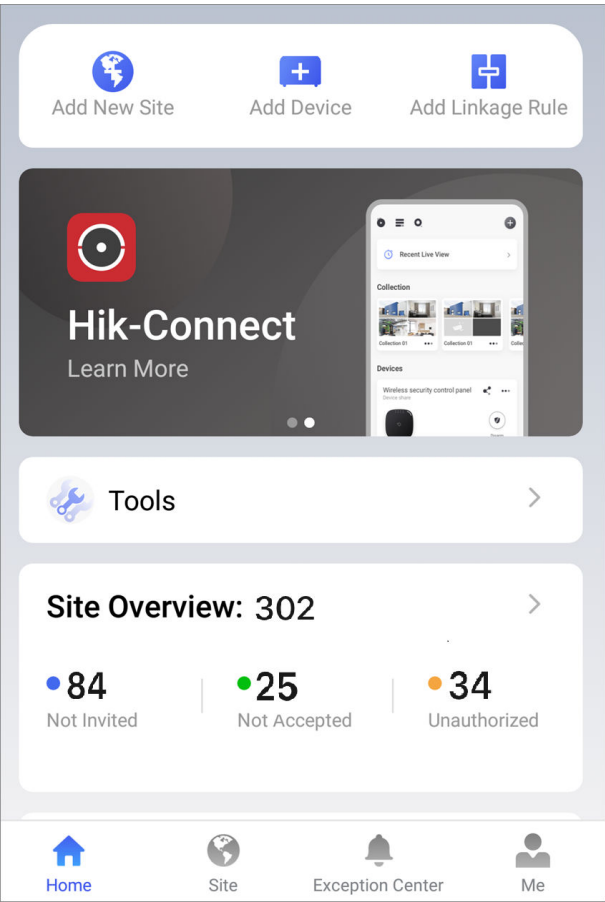 Add New Site
Add Device
Add Linkage Rule
Hik-Connect
Learn More
Recent Live View
Collection
Collection 01
Collection 01
Devices
Wireless security control panel
Device share
Tools
Site Overview: 302
84
Not Invited
25
Not Accepted
34
Unauthorized
Home
Site
Exception Center
Me